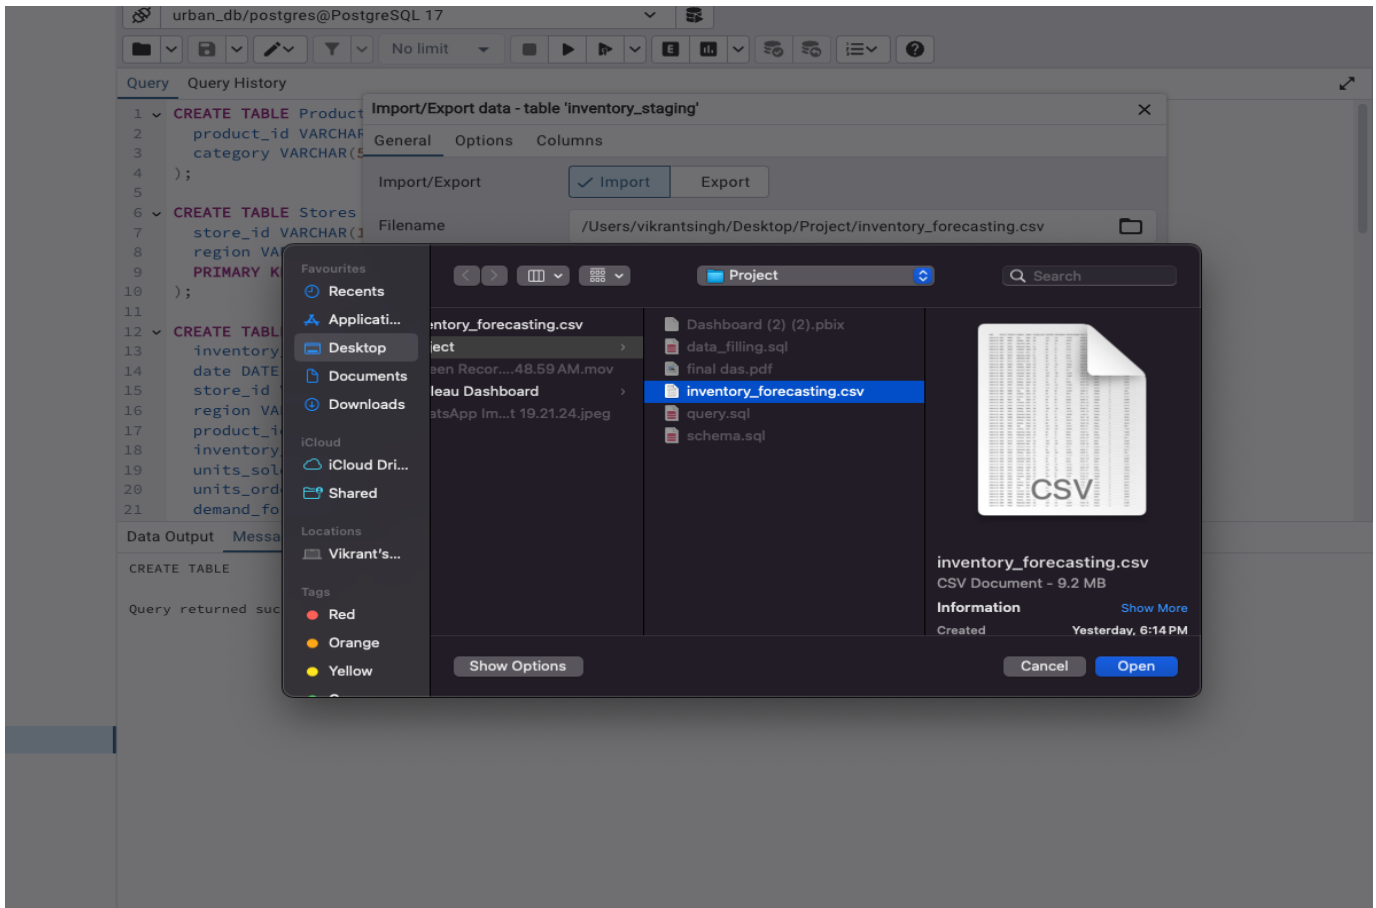 urban_db/postgres@PostgreSQL 17
No limit
E
Query Query History
Import/Export data - table 'inventory_staging'
General Options Columns
Import/Export Import Export
Filename /Users/vikrantsingh/Desktop/Project/inventory_forecasting.csv
1 CREATE TABLE Product
2 product_id VARCHAR
3 category VARCHAR(5
4 );
5
6 CREATE TABLE Stores
7 store_id VARCHAR(1
8 region VAR
9 PRIMARY KE
10 );
11
12 CREATE TABL
13 inventory_
14 date DATE
15 store_id
16 region VAR
17 product_i
18 inventory_
19 units_sol
20 units_ord
21 demand_fo
Data Output Messa
CREATE TABLE
Query returned suc
Favourites
Recents
Applicati...
Desktop
Documents
Downloads
iCloud
iCloud Dri...
Shared
Locations
Vikrant's...
Tags
Red
Orange
Yellow
Project
Search
entory_forecasting.csv
ject
een Recor....48.59 AM.mov
leau Dashboard
atsApp Im...t 19.21.24.jpeg
Dashboard (2) (2).pbix
data_filling.sql
final das.pdf
inventory_forecasting.csv
query.sql
schema.sql
CSV
inventory_forecasting.csv
CSV Document - 9.2 MB
Information Show More
Created Yesterday, 6:14 PM
Show Options Cancel Open